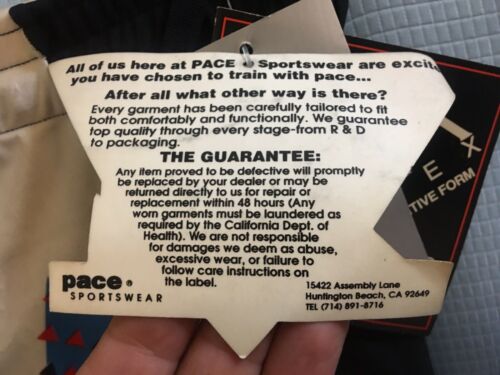 All of us here at PACE Sportswear are excite
you have chosen to train with pace...
After all what other way is there?
Every garment has been carefully tailored to fit
both comfortably and functionally. We guarantee
top quality through every stage-from R & D
to packaging.
THE GUARANTEE:
Any item proved to be defective will promptly
be replaced by your dealer or may be
returned directly to us for repair or
replacement within 48 hours (Any
worn garments must be laundered as
required by the California Dept. of
Health). We are not responsible
for damages we deem as abuse,
excessive wear, or failure to
follow care instructions on
the label.
pace®
SPORTSWEAR
15422 Assembly Lane
Huntington Beach, CA 92649
TEL (714) 891-8716
E X
CTIVE FORM